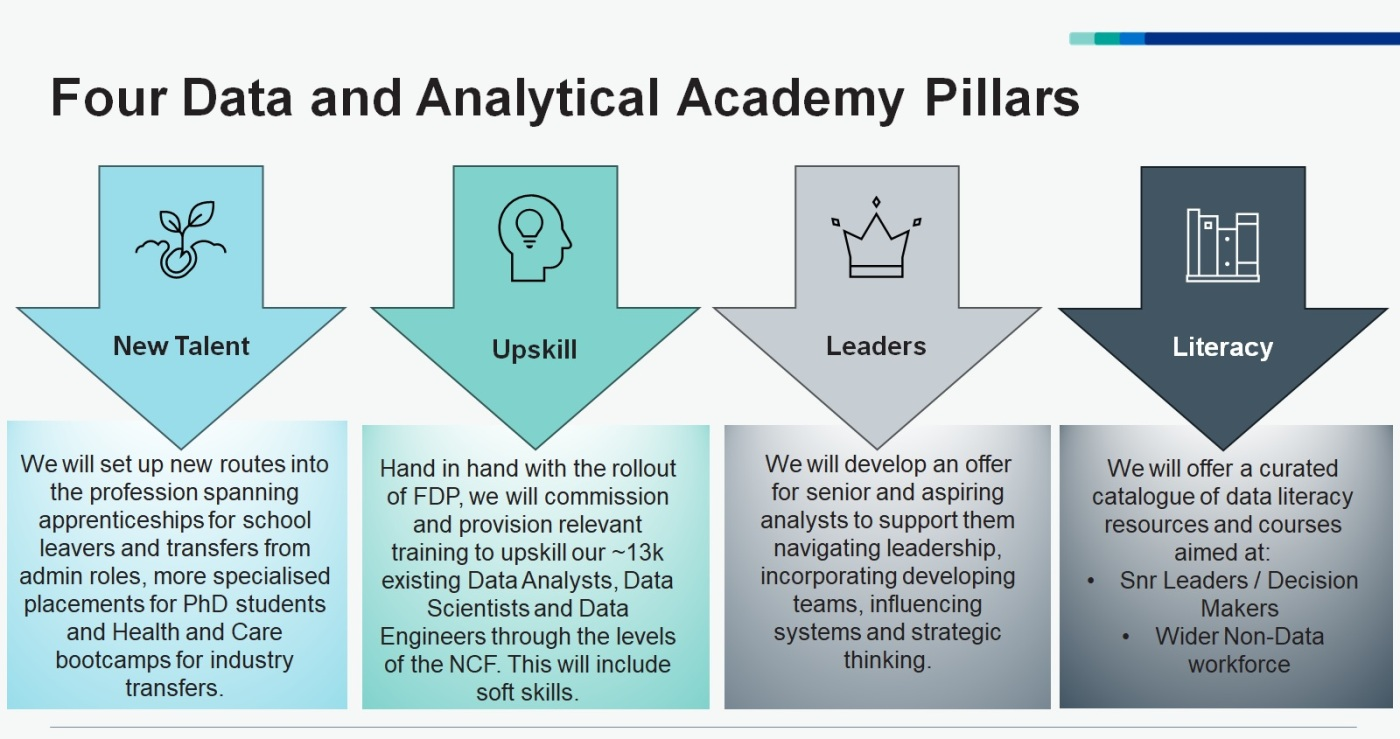 Four Data and Analytical Academy Pillars
New Talent
We will set up new routes into
the profession spanning
apprenticeships for school
leavers and transfers from
admin roles, more specialised
placements for PhD students
and Health and Care
bootcamps for industry
transfers.
Upskill
Hand in hand with the rollout
of FDP, we will commission
and provision relevant
training to upskill our ~13k
existing Data Analysts, Data
Scientists and Data
Engineers through the levels
of the NCF. This will include
soft skills.
Leaders
We will develop an offer
for senior and aspiring
analysts to support them
navigating leadership,
incorporating developing
teams, influencing
systems and strategic
thinking.
Literacy
We will offer a curated
catalogue of data literacy
resources and courses
aimed at:
• Snr Leaders / Decision
Makers
• Wider Non-Data
workforce